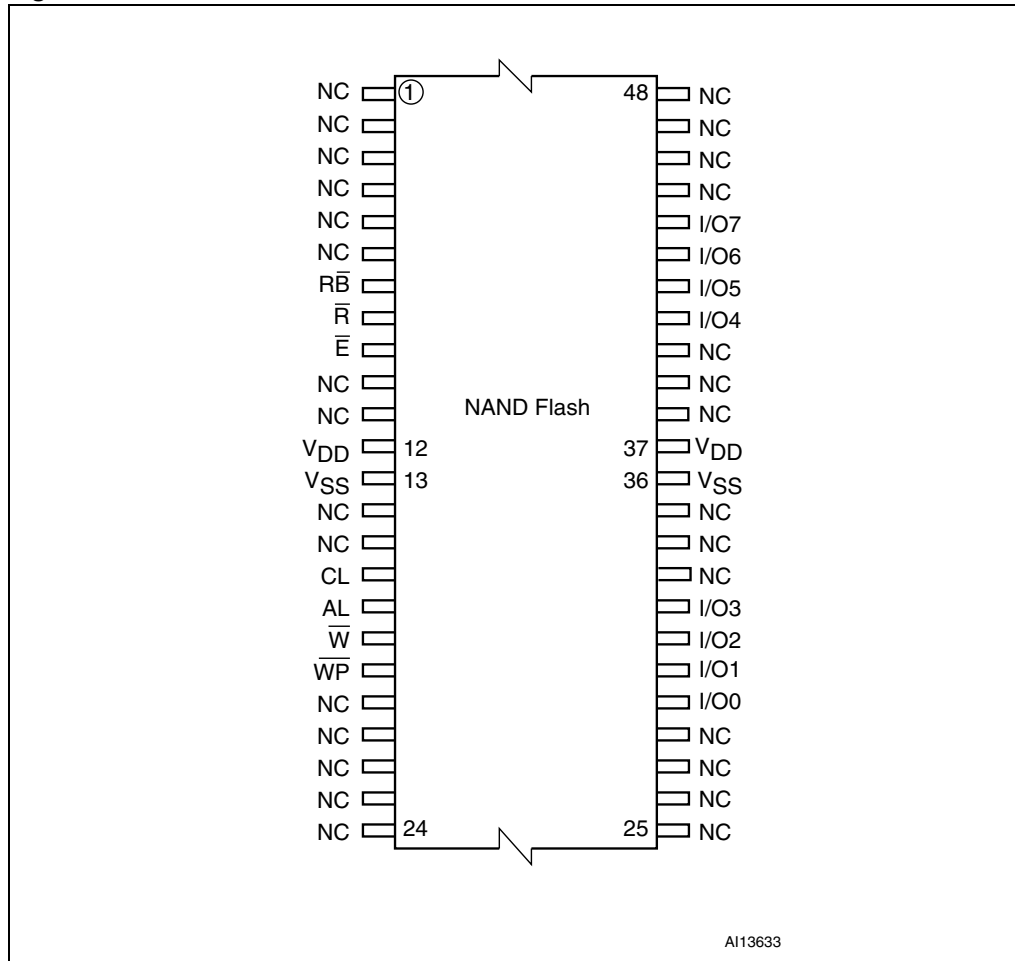 NC 1 48 NC
NC NC
NC NC
NC NC
NC I/O7
NC I/O6
RB̅ I/O5
R̅ I/O4
E̅ NC
NC NC
NC NC
NAND Flash
VDD 12 37 VDD
VSS 13 36 VSS
NC NC
NC NC
CL NC
AL I/O3
W̅ I/O2
W̅P̅ I/O1
NC I/O0
NC NC
NC NC
NC NC
NC 24 25 NC
AI13633